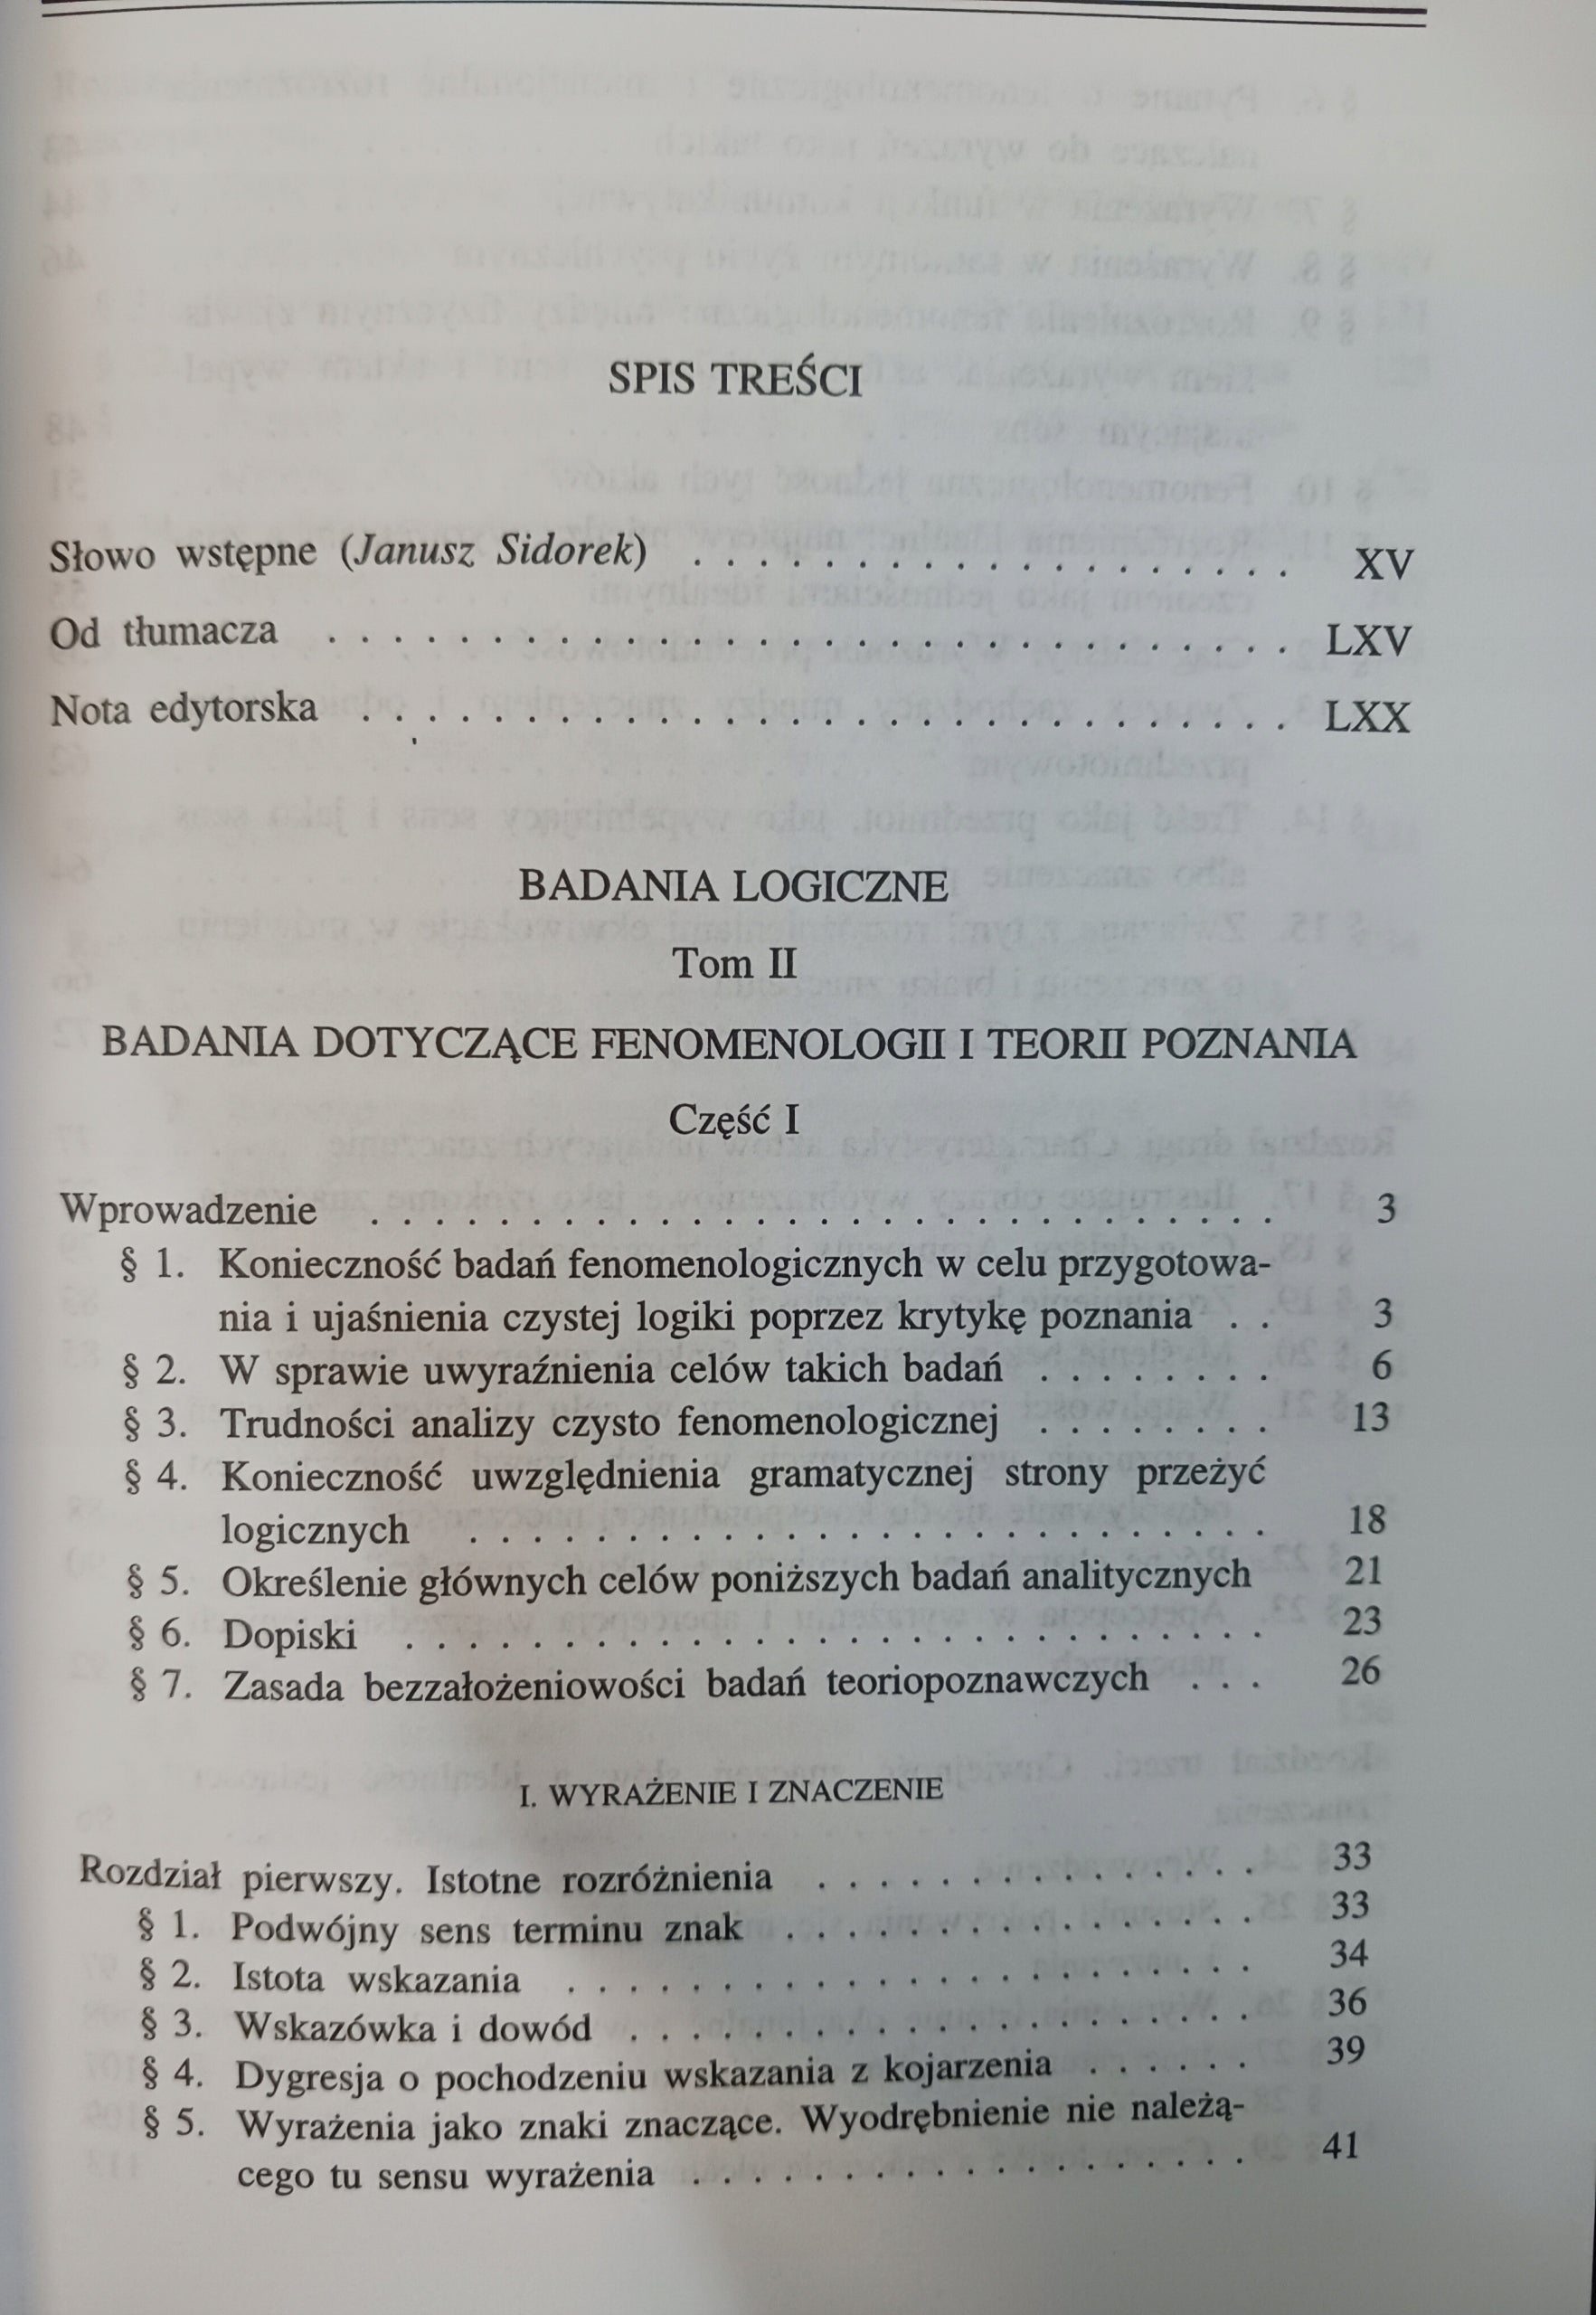 SPIS TREŚCI
Słowo wstępne (Janusz Sidorek) . . . . . . . . . . . . . . . . . . . XV
Od tłumacza . . . . . . . . . . . . . . . . . . . . . . . . . . . . . . LXV
Nota edytorska . . . . . . . . . . . . . . . . . . . . . . . . . . . . . LXX
BADANIA LOGICZNE
Tom II
BADANIA DOTYCZĄCE FENOMENOLOGII I TEORII POZNANIA
Część I
Wprowadzenie . . . . . . . . . . . . . . . . . . . . . . . . . . . . . 3
§ 1. Konieczność badań fenomenologicznych w celu przygotowa-
nia i ujaśnienia czystej logiki poprzez krytykę poznania . . 3
§ 2. W sprawie uwyraźnienia celów takich badań . . . . . . . . 6
§ 3. Trudności analizy czysto fenomenologicznej . . . . . . . . 13
§ 4. Konieczność uwzględnienia gramatycznej strony przeżyć
logicznych . . . . . . . . . . . . . . . . . . . . . . . . . . 18
§ 5. Określenie głównych celów poniższych badań analitycznych 21
§ 6. Dopiski . . . . . . . . . . . . . . . . . . . . . . . . . . . . 23
§ 7. Zasada bezzałożeniowości badań teoriopoznawczych . . . 26
I. WYRAŻENIE I ZNACZENIE
Rozdział pierwszy. Istotne rozróżnienia . . . . . . . . . . . . . . . 33
§ 1. Podwójny sens terminu znak . . . . . . . . . . . . . . . . 33
§ 2. Istota wskazania . . . . . . . . . . . . . . . . . . . . . . . 34
§ 3. Wskazówka i dowód . . . . . . . . . . . . . . . . . . . . . 36
§ 4. Dygresja o pochodzeniu wskazania z kojarzenia . . . . . . 39
§ 5. Wyrażenia jako znaki znaczące. Wyodrębnienie nie należą-
cego tu sensu wyrażenia . . . . . . . . . . . . . . . . . . . 41